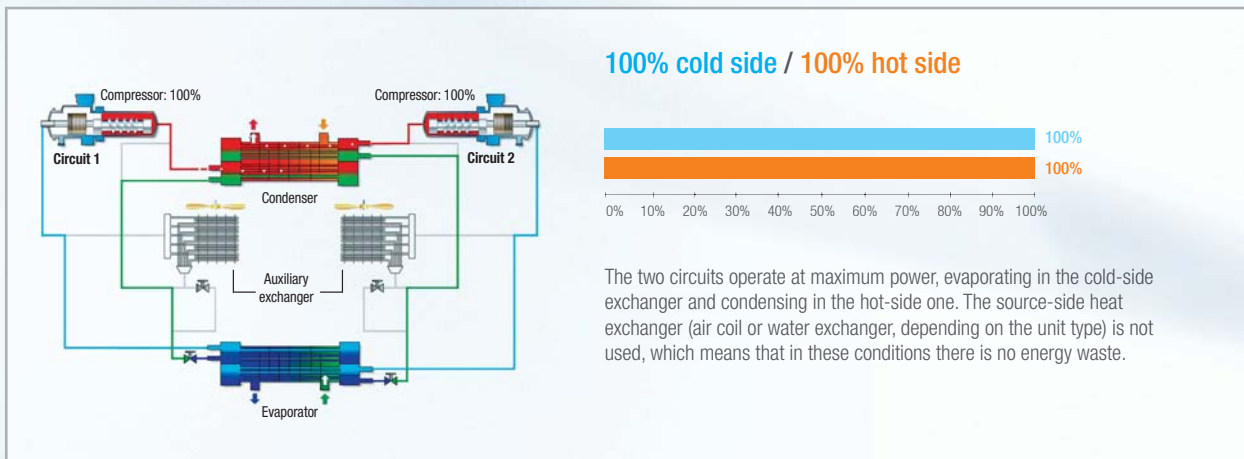 100% cold side / 100% hot side
Compressor: 100%
Compressor: 100%
Circuit 1
Circuit 2
Condenser
Auxiliary
exchanger
Evaporator
100%
100%
0% 10% 20% 30% 40% 50% 60% 70% 80% 90% 100%
The two circuits operate at maximum power, evaporating in the cold-side
exchanger and condensing in the hot-side one. The source-side heat
exchanger (air coil or water exchanger, depending on the unit type) is not
used, which means that in these conditions there is no energy waste.